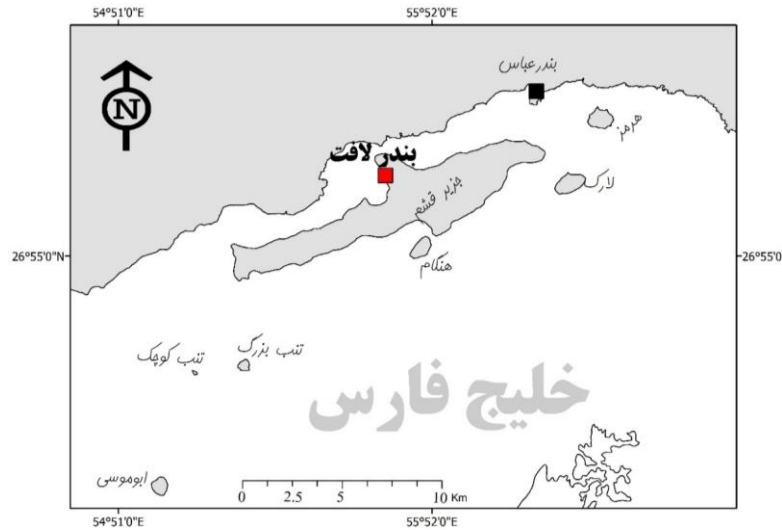 54°51'0"E
55°52'0"E
بندرعباس
هرمز
بندر لافت
لارک
جزیر قشم
26°55'0"N
26°55'0
هنگام
تنب بزرگ
تنب کوچک
خلیج فارس
ابوموسی
0 2.5 5 10 Km
54°51'0"E
55°52'0"E
N